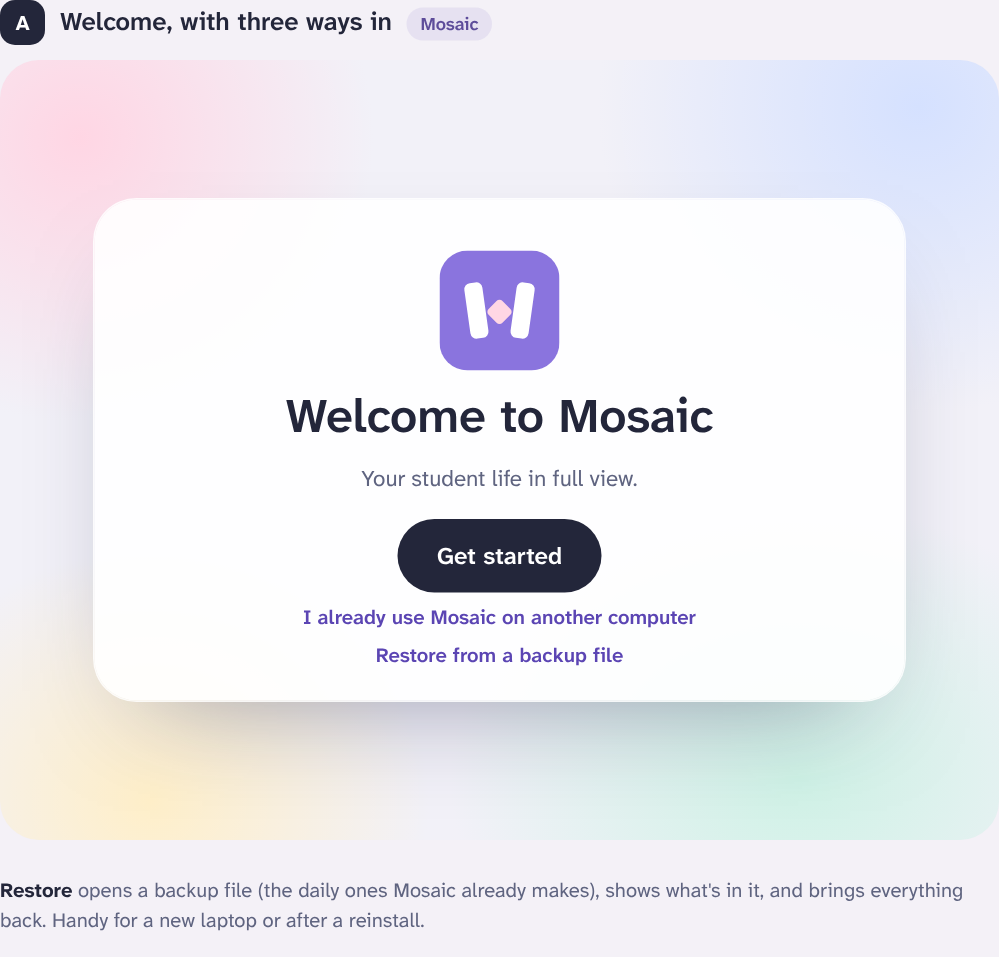 A
Welcome, with three ways in
Mosaic
Welcome to Mosaic
Your student life in full view.
Get started
I already use Mosaic on another computer
Restore from a backup file
Restore opens a backup file (the daily ones Mosaic already makes), shows what's in it, and brings everything
back. Handy for a new laptop or after a reinstall.